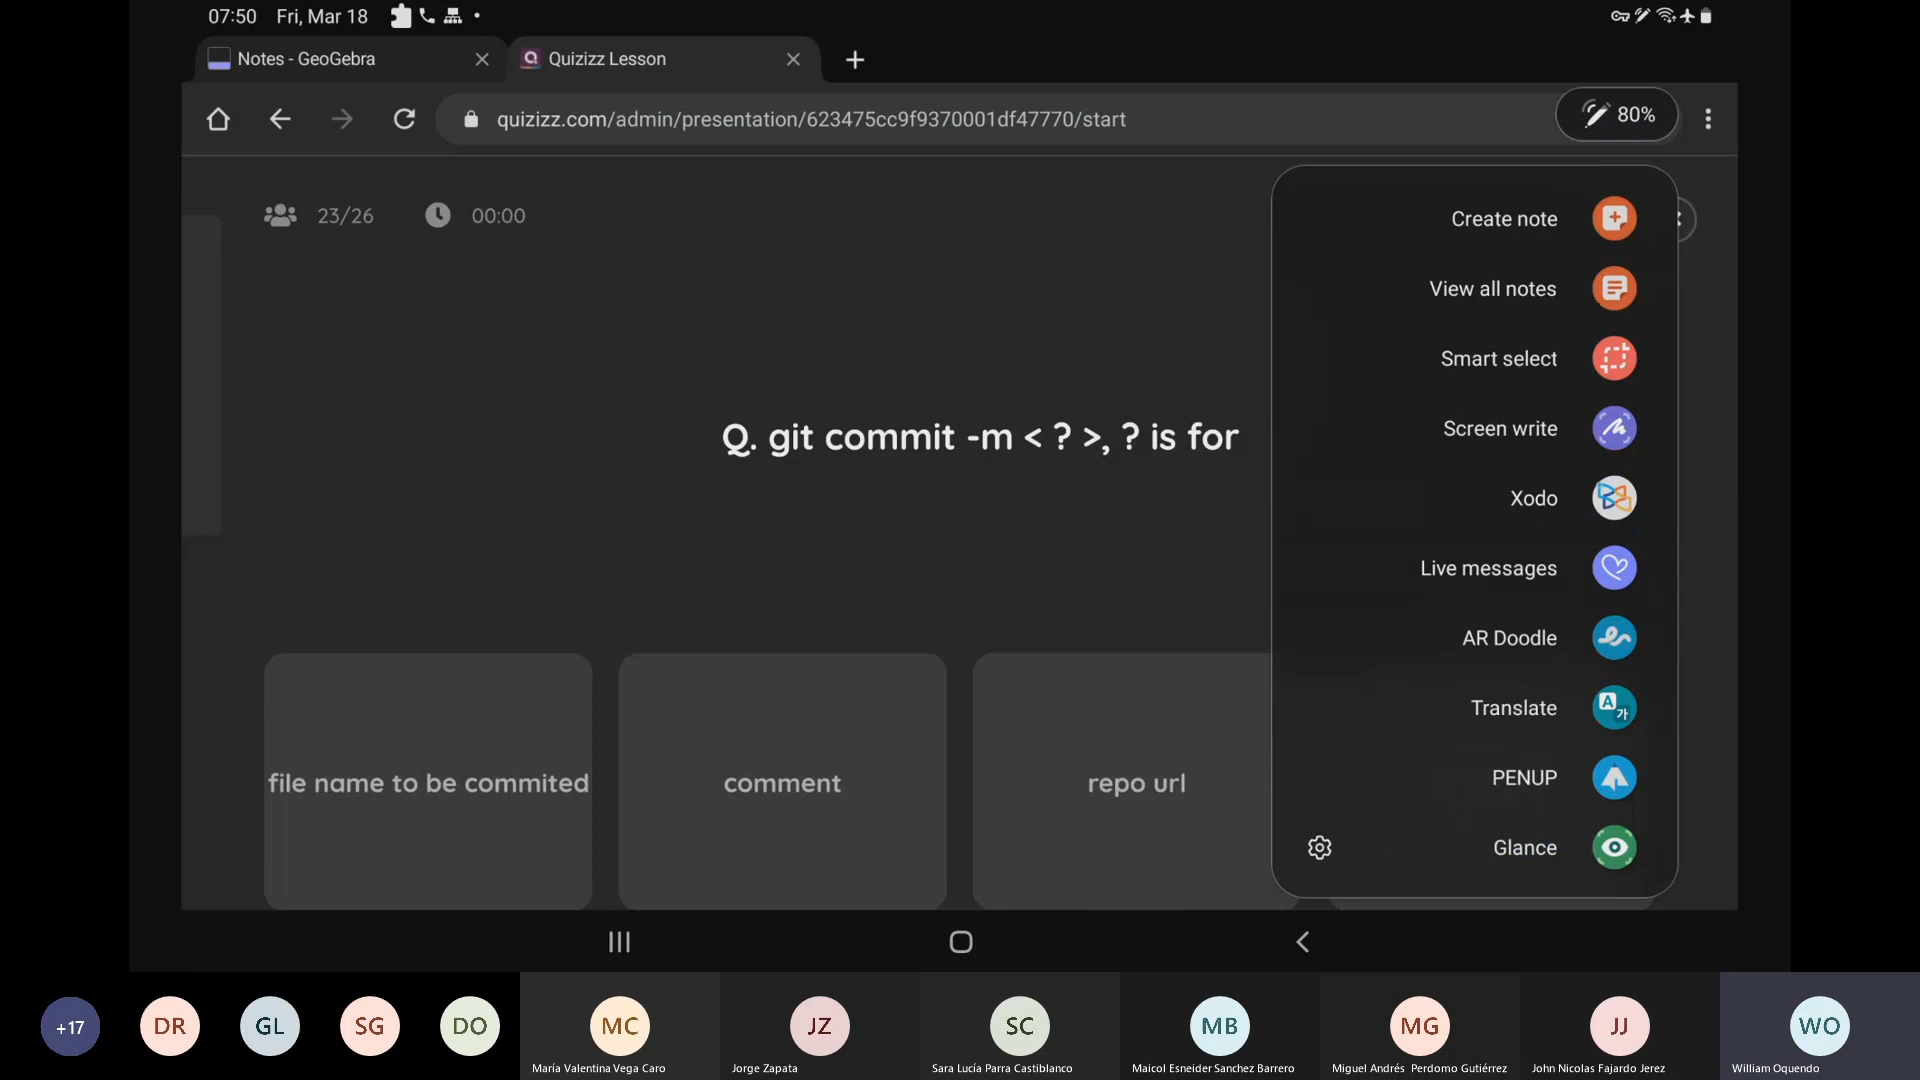 07:50 Fri, Mar 18
Notes - GeoGebra
Quizizz Lesson
quizizz.com/admin/presentation/623475cc9f9370001df47770/start
80%
23/26
00:00
Create note
View all notes
Smart select
Screen write
Xodo
Live messages
AR Doodle
Translate
PENUP
Glance
Q. git commit -m < ? >, ? is for
file name to be commited
comment
repo url
+17
DR
GL
SG
DO
MC
JZ
SC
MB
MG
JJ
WO
María Valentina Vega Caro
Jorge Zapata
Sara Lucía Parra Castiblanco
Maicol Esneider Sanchez Barrero
Miguel Andrés Perdomo Gutiérrez
John Nicolas Fajardo Jerez
William Oquendo